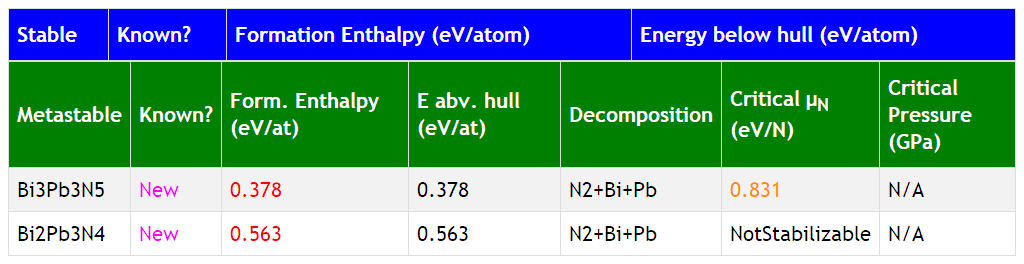 Stable Known? Formation Enthalpy (eV/atom) Energy below hull (eV/atom)
Metastable Known? Form. Enthalpy (eV/at) E abv. hull (eV/at) Decomposition Critical μN (eV/N) Critical Pressure (GPa)
Bi3Pb3N5 New 0.378 0.378 N2+Bi+Pb 0.831 N/A
Bi2Pb3N4 New 0.563 0.563 N2+Bi+Pb NotStabilizable N/A